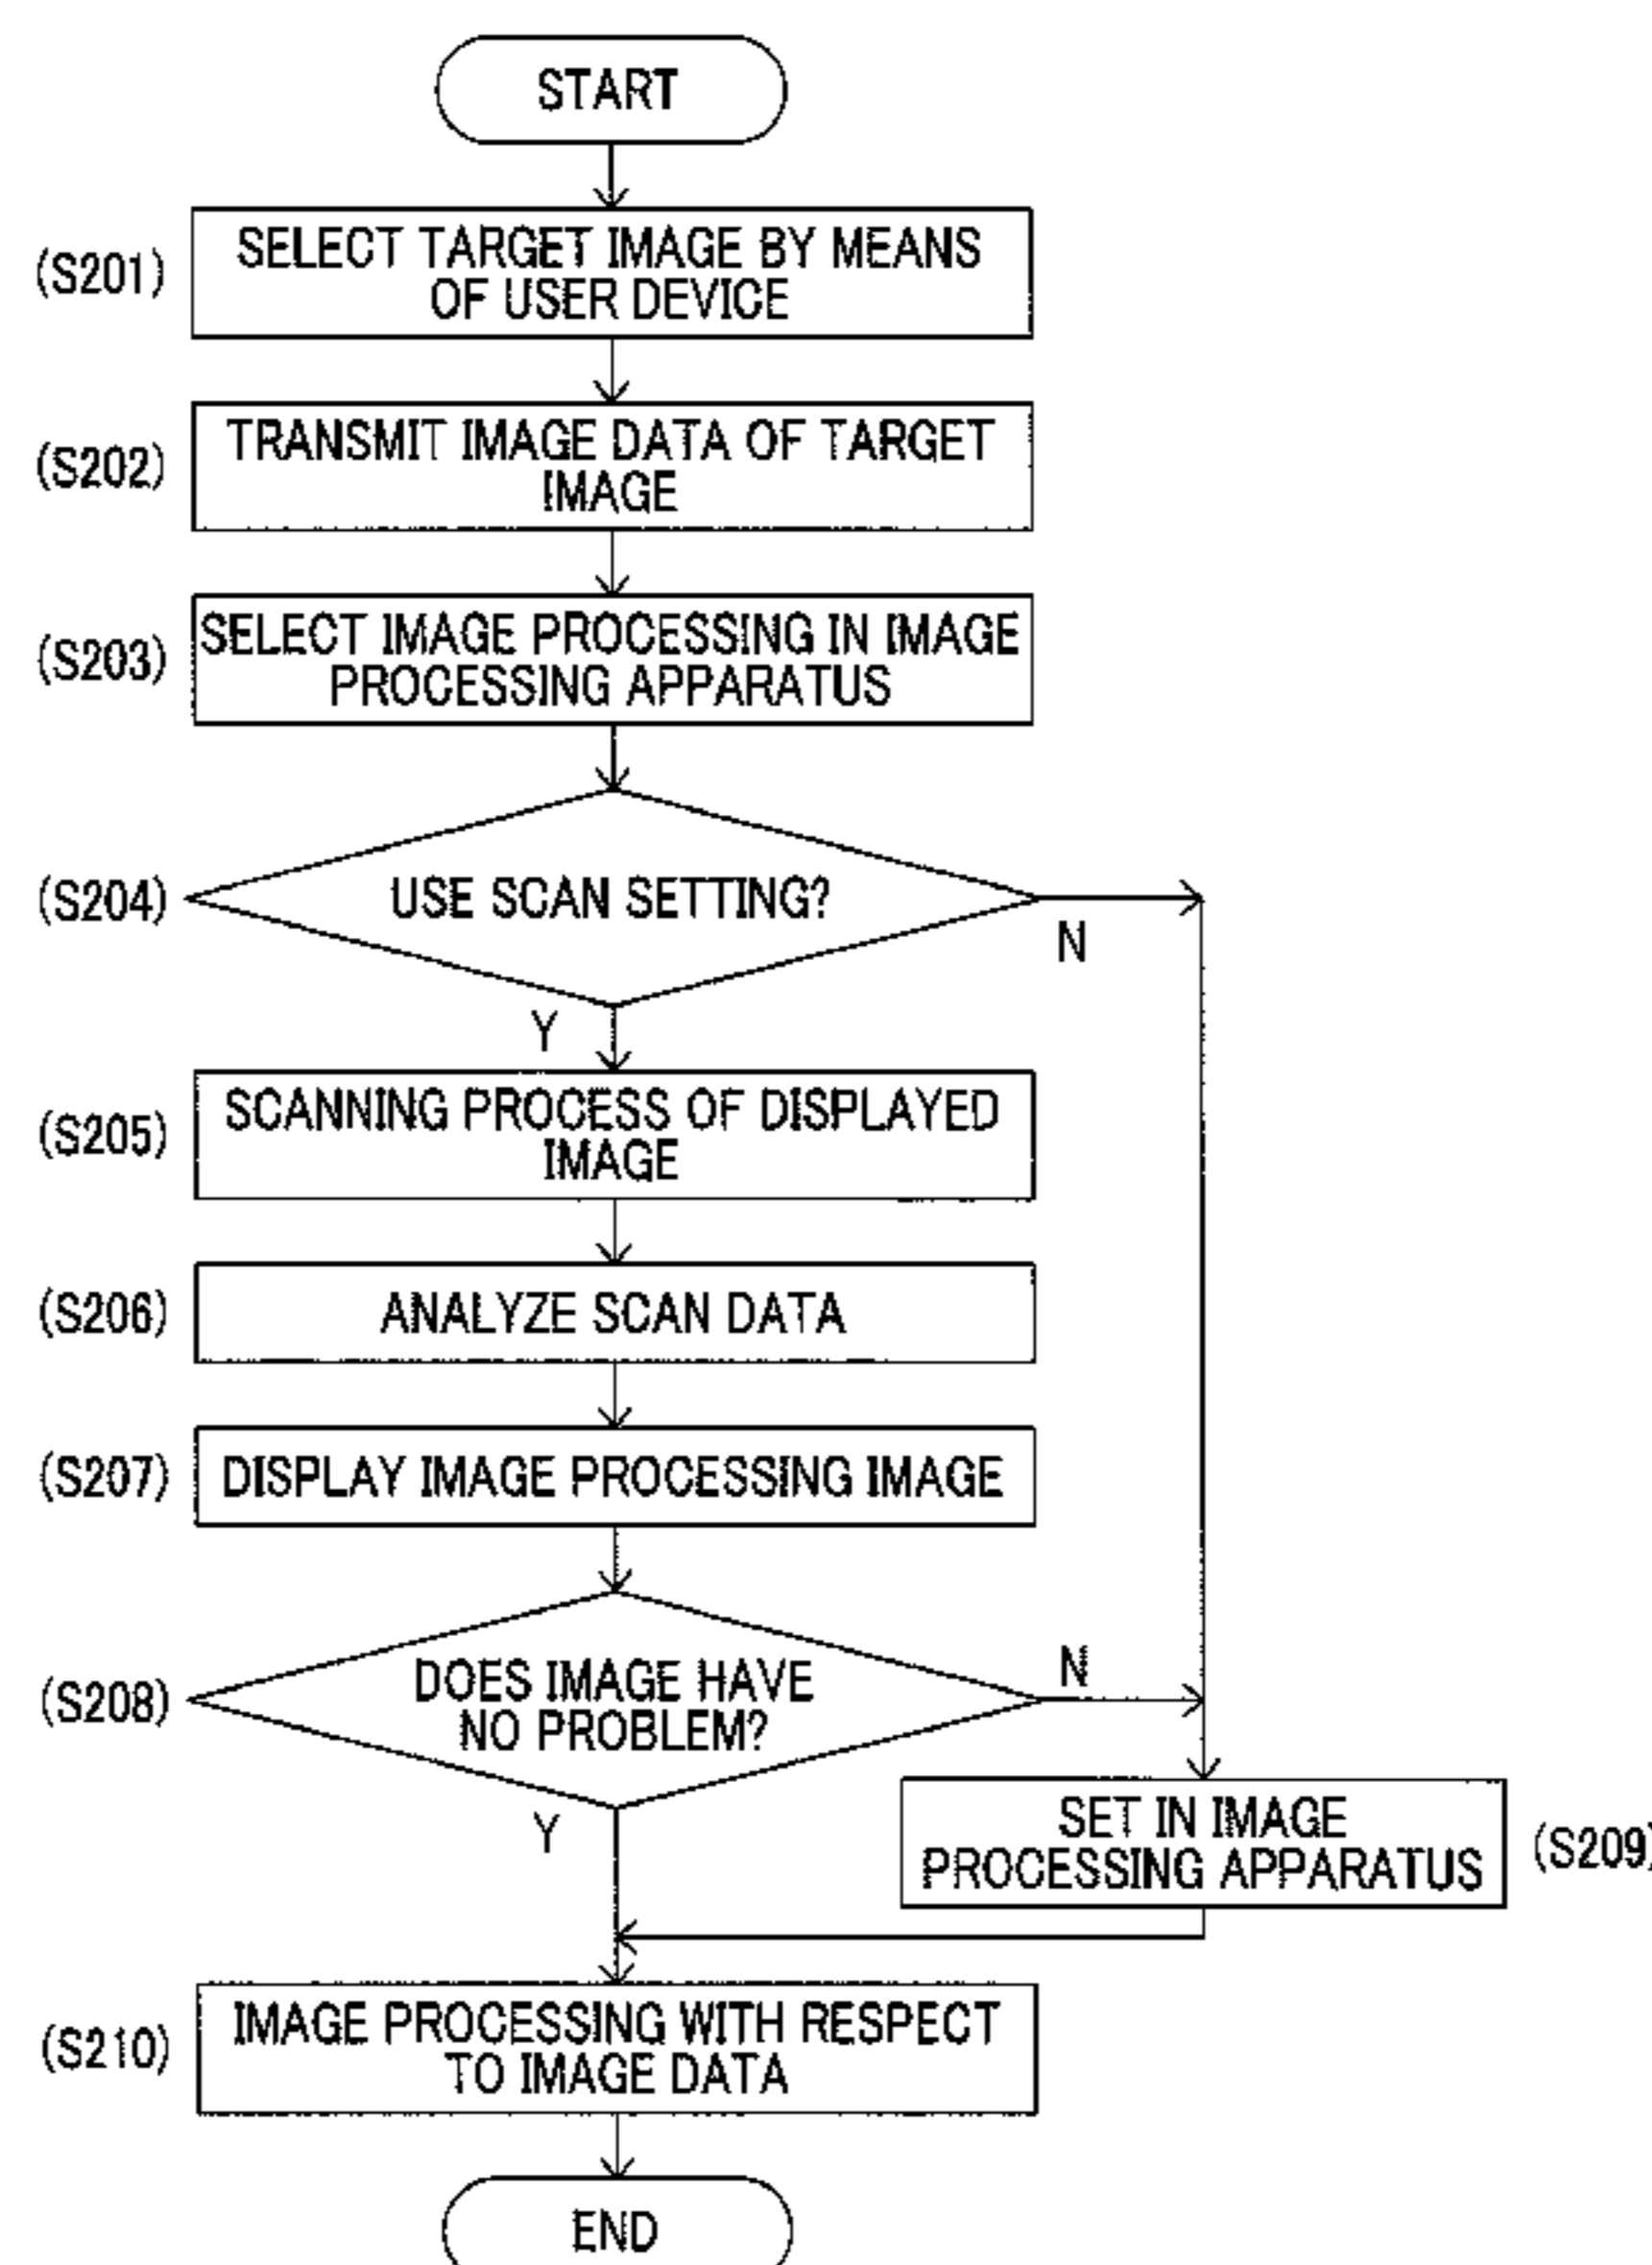 START
(S201)
SELECT TARGET IMAGE BY MEANS
OF USER DEVICE
(S202)
TRANSMIT IMAGE DATA OF TARGET
IMAGE
(S203)
SELECT IMAGE PROCESSING IN IMAGE
PROCESSING APPARATUS
(S204)
USE SCAN SETTING?
N
Y
(S205)
SCANNING PROCESS OF DISPLAYED
IMAGE
(S206)
ANALYZE SCAN DATA
(S207)
DISPLAY IMAGE PROCESSING IMAGE
(S208)
DOES IMAGE HAVE
NO PROBLEM?
N
Y
SET IN IMAGE
PROCESSING APPARATUS
(S209)
(S210)
IMAGE PROCESSING WITH RESPECT
TO IMAGE DATA
END